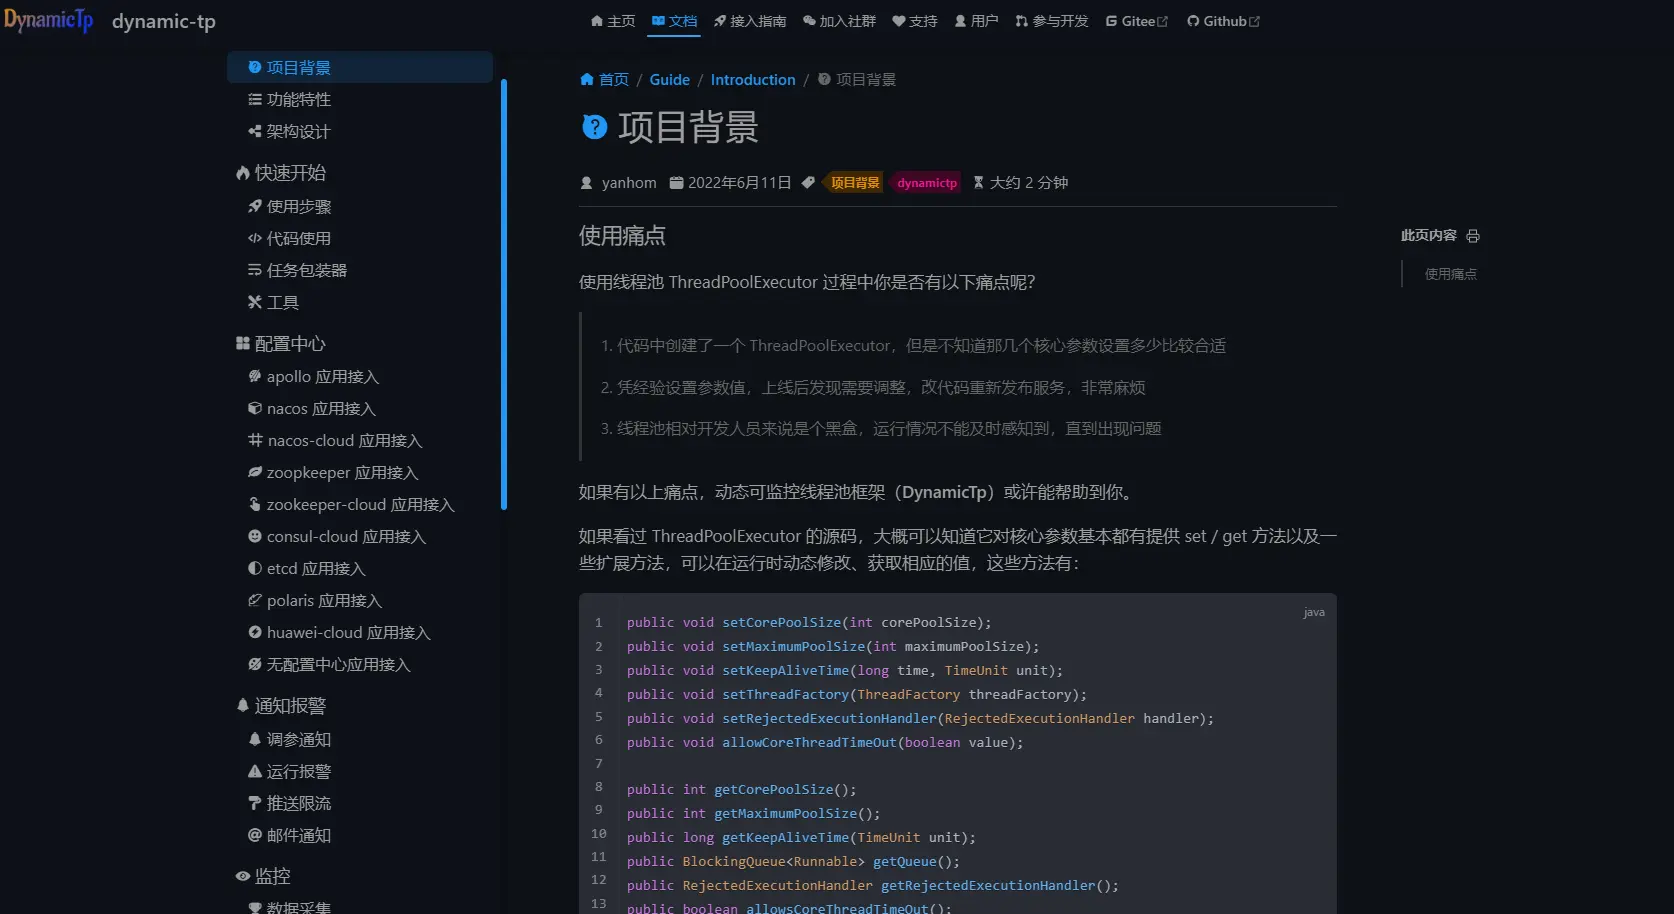 DynamicTp
dynamic-tp
主页
文档
接入指南
加入社群
支持
用户
参与开发
Gitee
Github
项目背景
功能特性
架构设计
快速开始
使用步骤
代码使用
任务包装器
工具
配置中心
apollo 应用接入
nacos 应用接入
nacos-cloud 应用接入
zoopkeeper 应用接入
zookeeper-cloud 应用接入
consul-cloud 应用接入
etcd 应用接入
polaris 应用接入
huawei-cloud 应用接入
无配置中心应用接入
通知报警
调参通知
运行报警
推送限流
邮件通知
监控
数据采集
首页 / Guide / Introduction / 项目背景
项目背景
yanhom 2022年6月11日 项目背景 dynamictp 大约 2 分钟
使用痛点
使用线程池 ThreadPoolExecutor 过程中你是否有以下痛点呢？
1. 代码中创建了一个 ThreadPoolExecutor，但是不知道那几个核心参数设置多少比较合适
2. 凭经验设置参数值，上线后发现需要调整，改代码重新发布服务，非常麻烦
3. 线程池相对开发人员来说是个黑盒，运行情况不能及时感知到，直到出现问题
如果有以上痛点，动态可监控线程池框架（DynamicTp）或许能帮助到你。
如果看过 ThreadPoolExecutor 的源码，大概可以知道它对核心参数基本都有提供 set / get 方法以及一
些扩展方法，可以在运行时动态修改、获取相应的值，这些方法有：
java
1 public void setCorePoolSize(int corePoolSize);
2 public void setMaximumPoolSize(int maximumPoolSize);
3 public void setKeepAliveTime(long time, TimeUnit unit);
4 public void setThreadFactory(ThreadFactory threadFactory);
5 public void setRejectedExecutionHandler(RejectedExecutionHandler handler);
6 public void allowCoreThreadTimeOut(boolean value);
7
8 public int getCorePoolSize();
9 public int getMaximumPoolSize();
10 public long getKeepAliveTime(TimeUnit unit);
11 public BlockingQueue<Runnable> getQueue();
12 public RejectedExecutionHandler getRejectedExecutionHandler();
13 public boolean allowsCoreThreadTimeOut();
此页内容
使用痛点